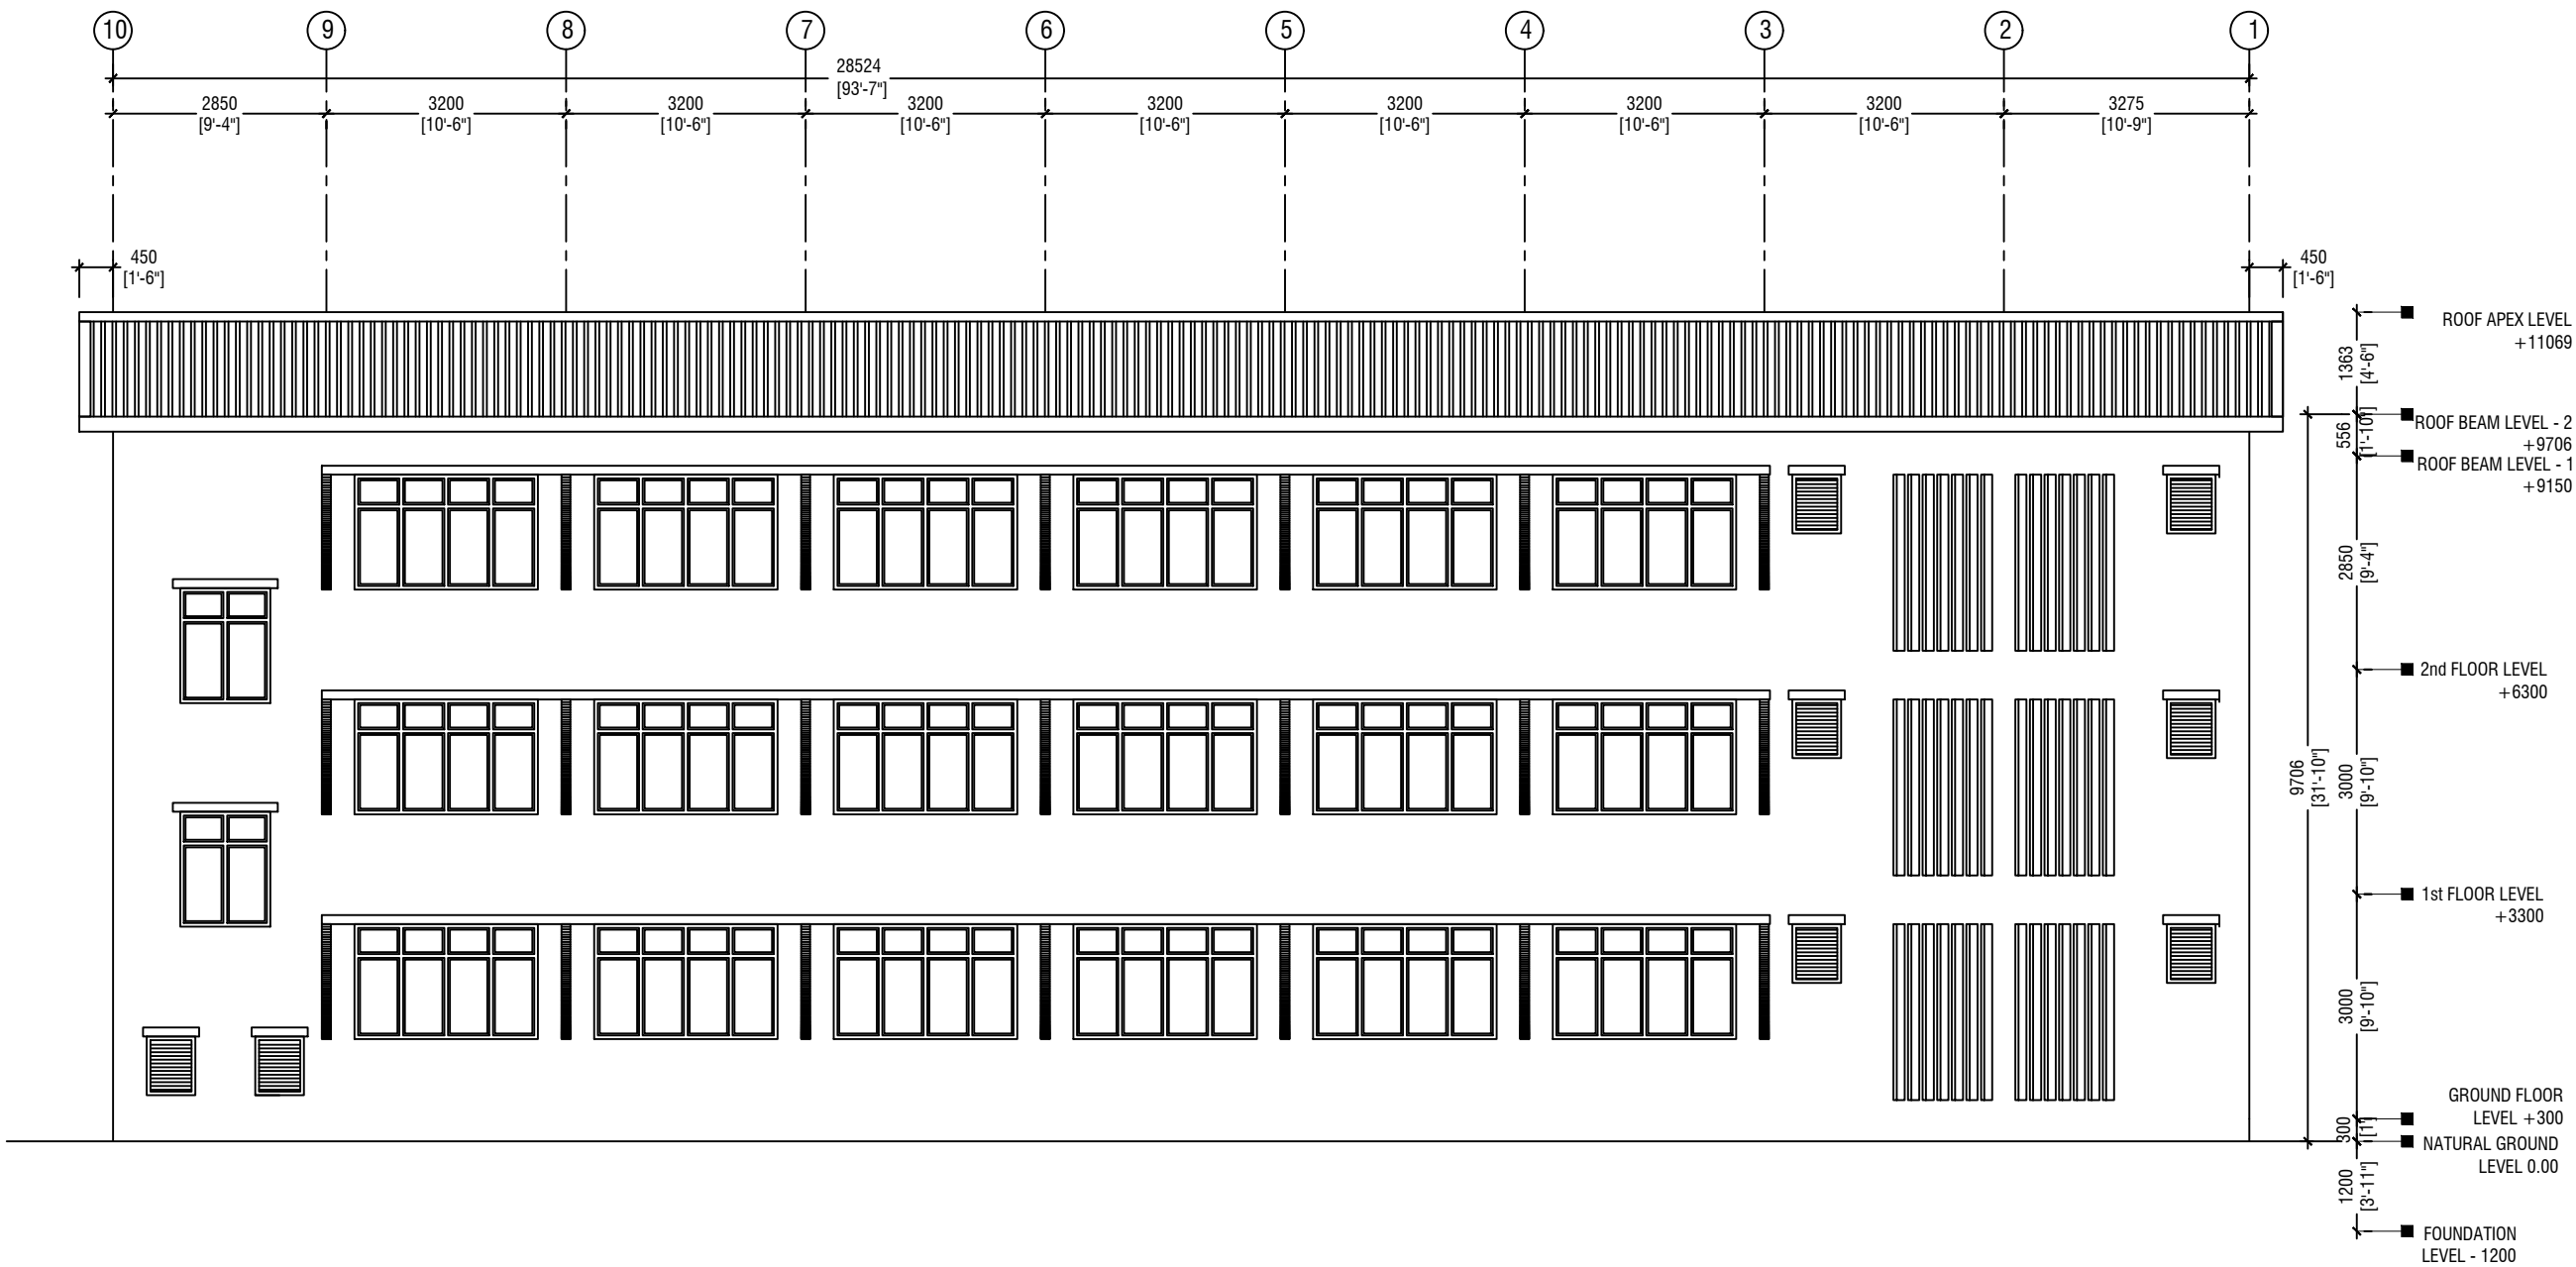 10 9 8 7 6 5 4 3 2 1
28524
[93'-7"]
2850 3200 3200 3200 3200 3200 3200 3200 3275
[9'-4"] [10'-6"] [10'-6"] [10'-6"] [10'-6"] [10'-6"] [10'-6"] [10'-6"] [10'-9"]
450
[1'-6"]
450
[1'-6"]
ROOF APEX LEVEL
+11069
1363
[4'-6"]
ROOF BEAM LEVEL - 2
+9706
556
[1'-10"]
ROOF BEAM LEVEL - 1
+9150
2850
[9'-4"]
2nd FLOOR LEVEL
+6300
9706
[31'-10"]
3000
[9'-10"]
1st FLOOR LEVEL
+3300
3000
[9'-10"]
GROUND FLOOR
LEVEL +300
300
[1']
NATURAL GROUND
LEVEL 0.00
1200
[3'-11"]
FOUNDATION
LEVEL - 1200